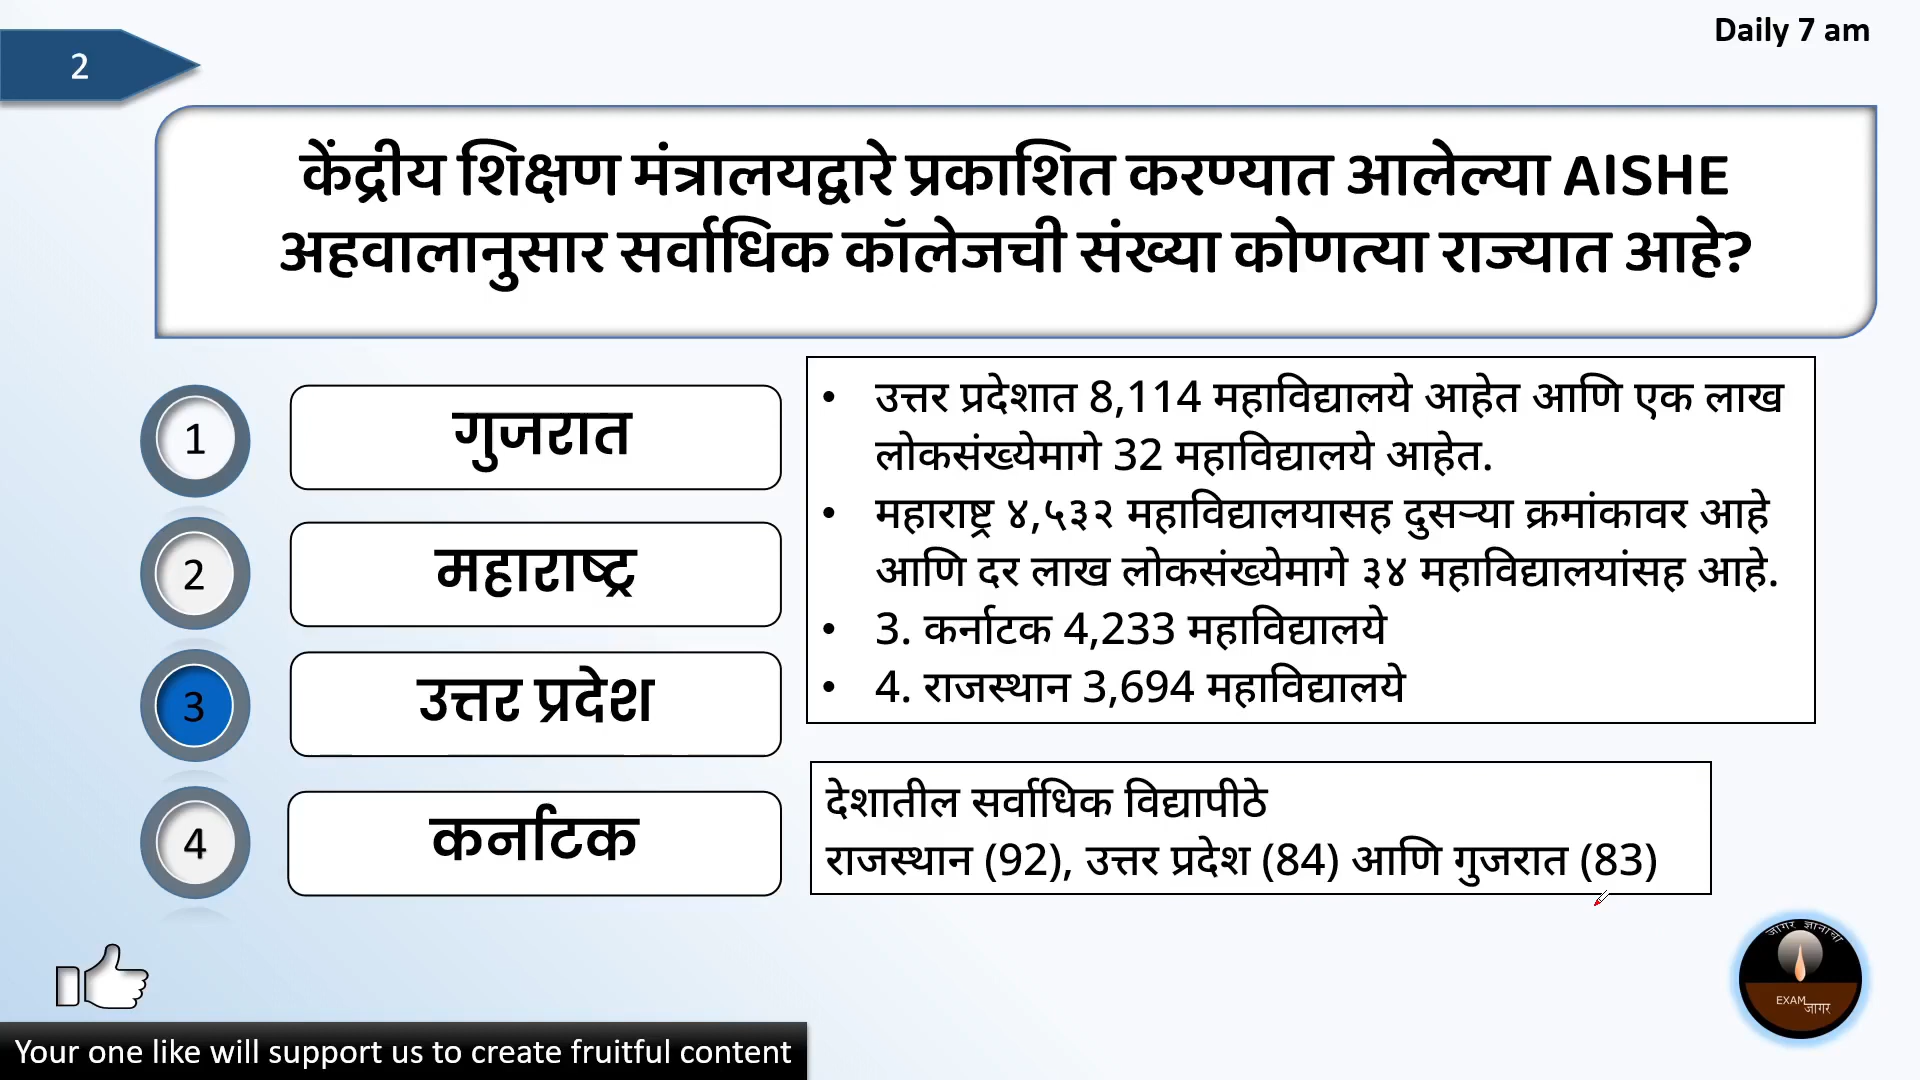 Daily 7 am
2
केंद्रीय शिक्षण मंत्रालयद्वारे प्रकाशित करण्यात आलेल्या AISHE
अहवालानुसार सर्वाधिक कॉलेजची संख्या कोणत्या राज्यात आहे?
1
गुजरात
2
महाराष्ट्र
3
उत्तर प्रदेश
4
कर्नाटक
• उत्तर प्रदेशात 8,114 महाविद्यालये आहेत आणि एक लाख
लोकसंख्येमागे 32 महाविद्यालये आहेत.
• महाराष्ट्र ४,५३२ महाविद्यालयासह दुसऱ्या क्रमांकावर आहे
आणि दर लाख लोकसंख्येमागे ३४ महाविद्यालयांसह आहे.
• 3. कर्नाटक 4,233 महाविद्यालये
• 4. राजस्थान 3,694 महाविद्यालये
देशातील सर्वाधिक विद्यापीठे
राजस्थान (92), उत्तर प्रदेश (84) आणि गुजरात (83)
जागर ज्ञानाचा
EXAM
जागर
Your one like will support us to create fruitful content